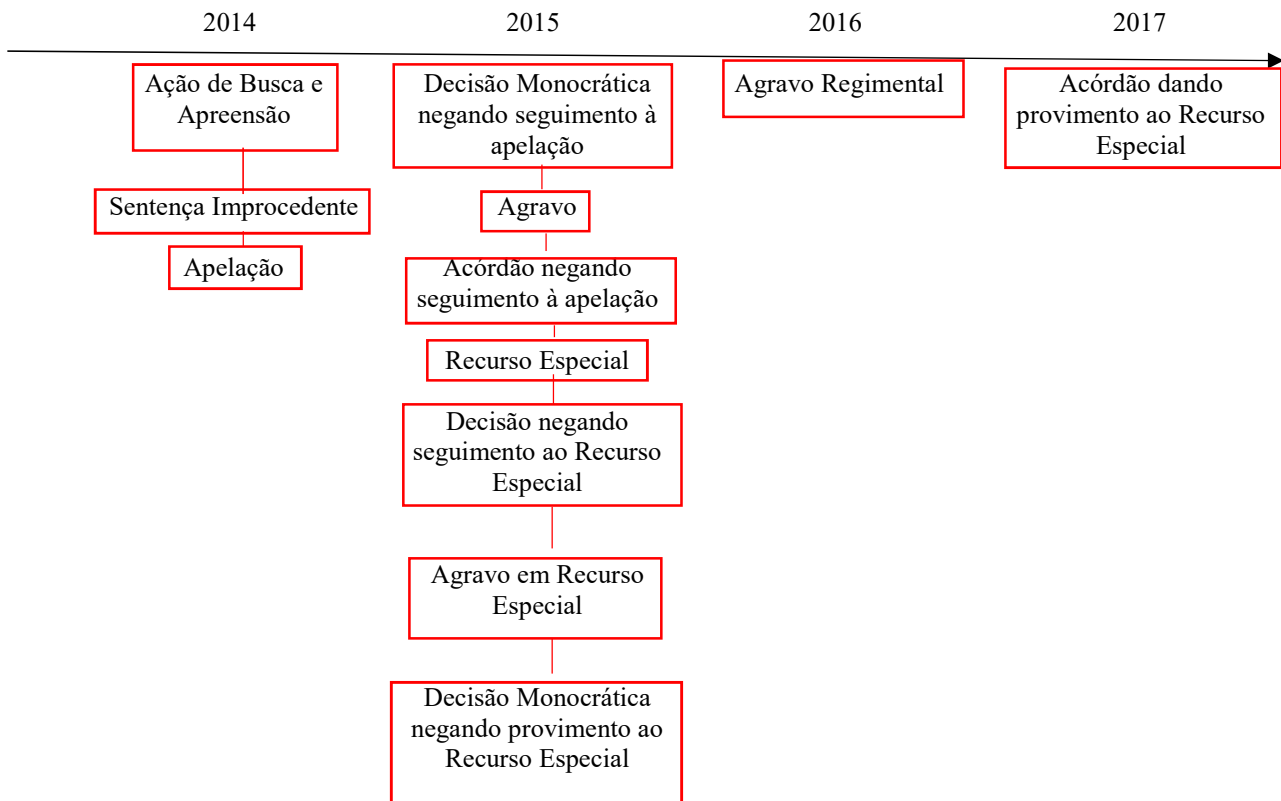 2014
2015
2016
2017
Ação de Busca e
Apreensão
Sentença Improcedente
Apelação
Decisão Monocrática
negando seguimento à
apelação
Agravo
Acórdão negando
seguimento à apelação
Recurso Especial
Decisão negando
seguimento ao Recurso
Especial
Agravo em Recurso
Especial
Decisão Monocrática
negando provimento ao
Recurso Especial
Agravo Regimental
Acórdão dando
provimento ao Recurso
Especial